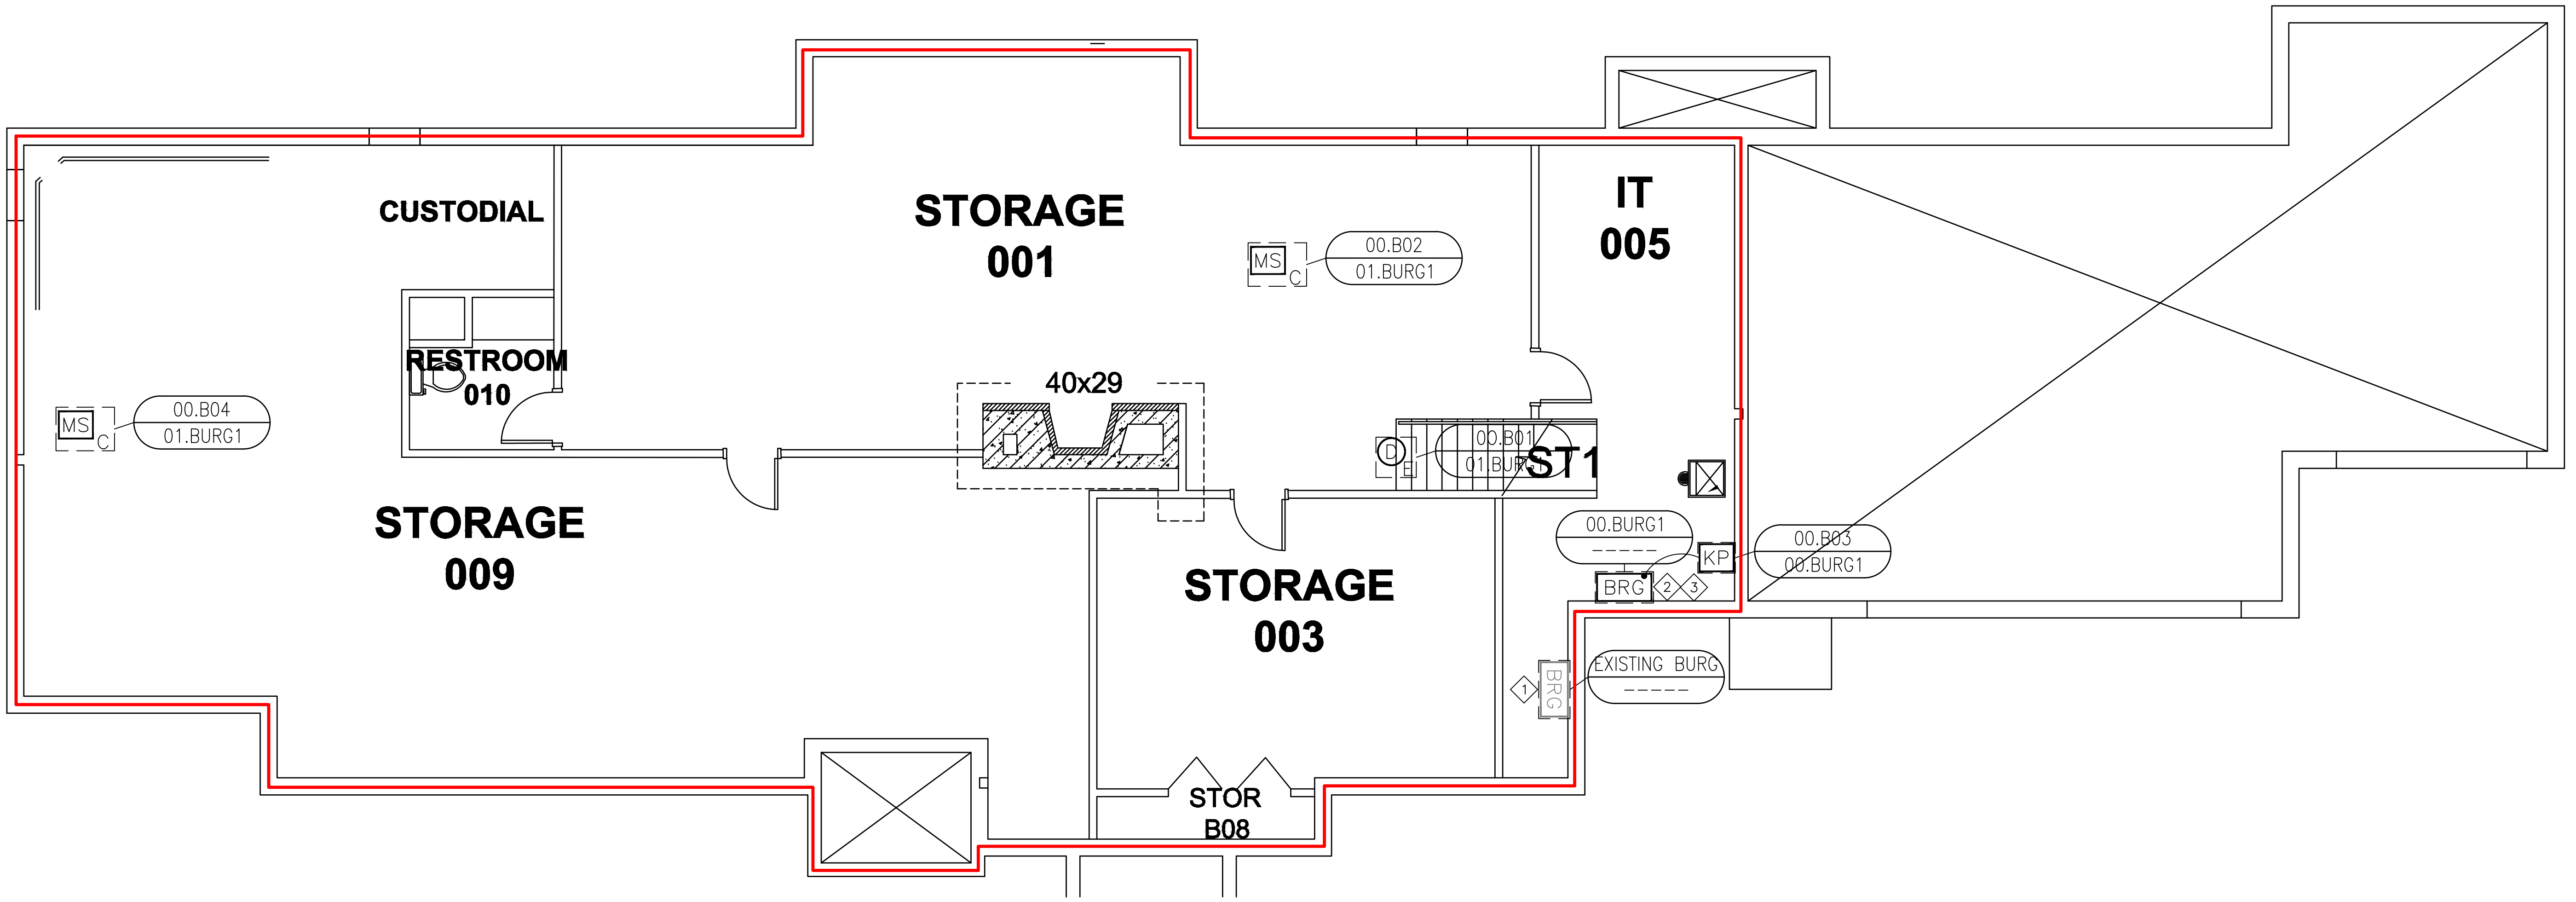 CUSTODIAL
STORAGE
001
IT
005
MS
C
00.B02
01.BURG1
RESTROOM
010
40x29
MS
C
00.B04
01.BURG1
D
E
00.B01
01.BURG1
ST1
STORAGE
009
STORAGE
003
00.BURG1
-----
KP
00.B03
00.BURG1
BRG
2
3
1
BRG
EXISTING BURG
-----
STOR
B08